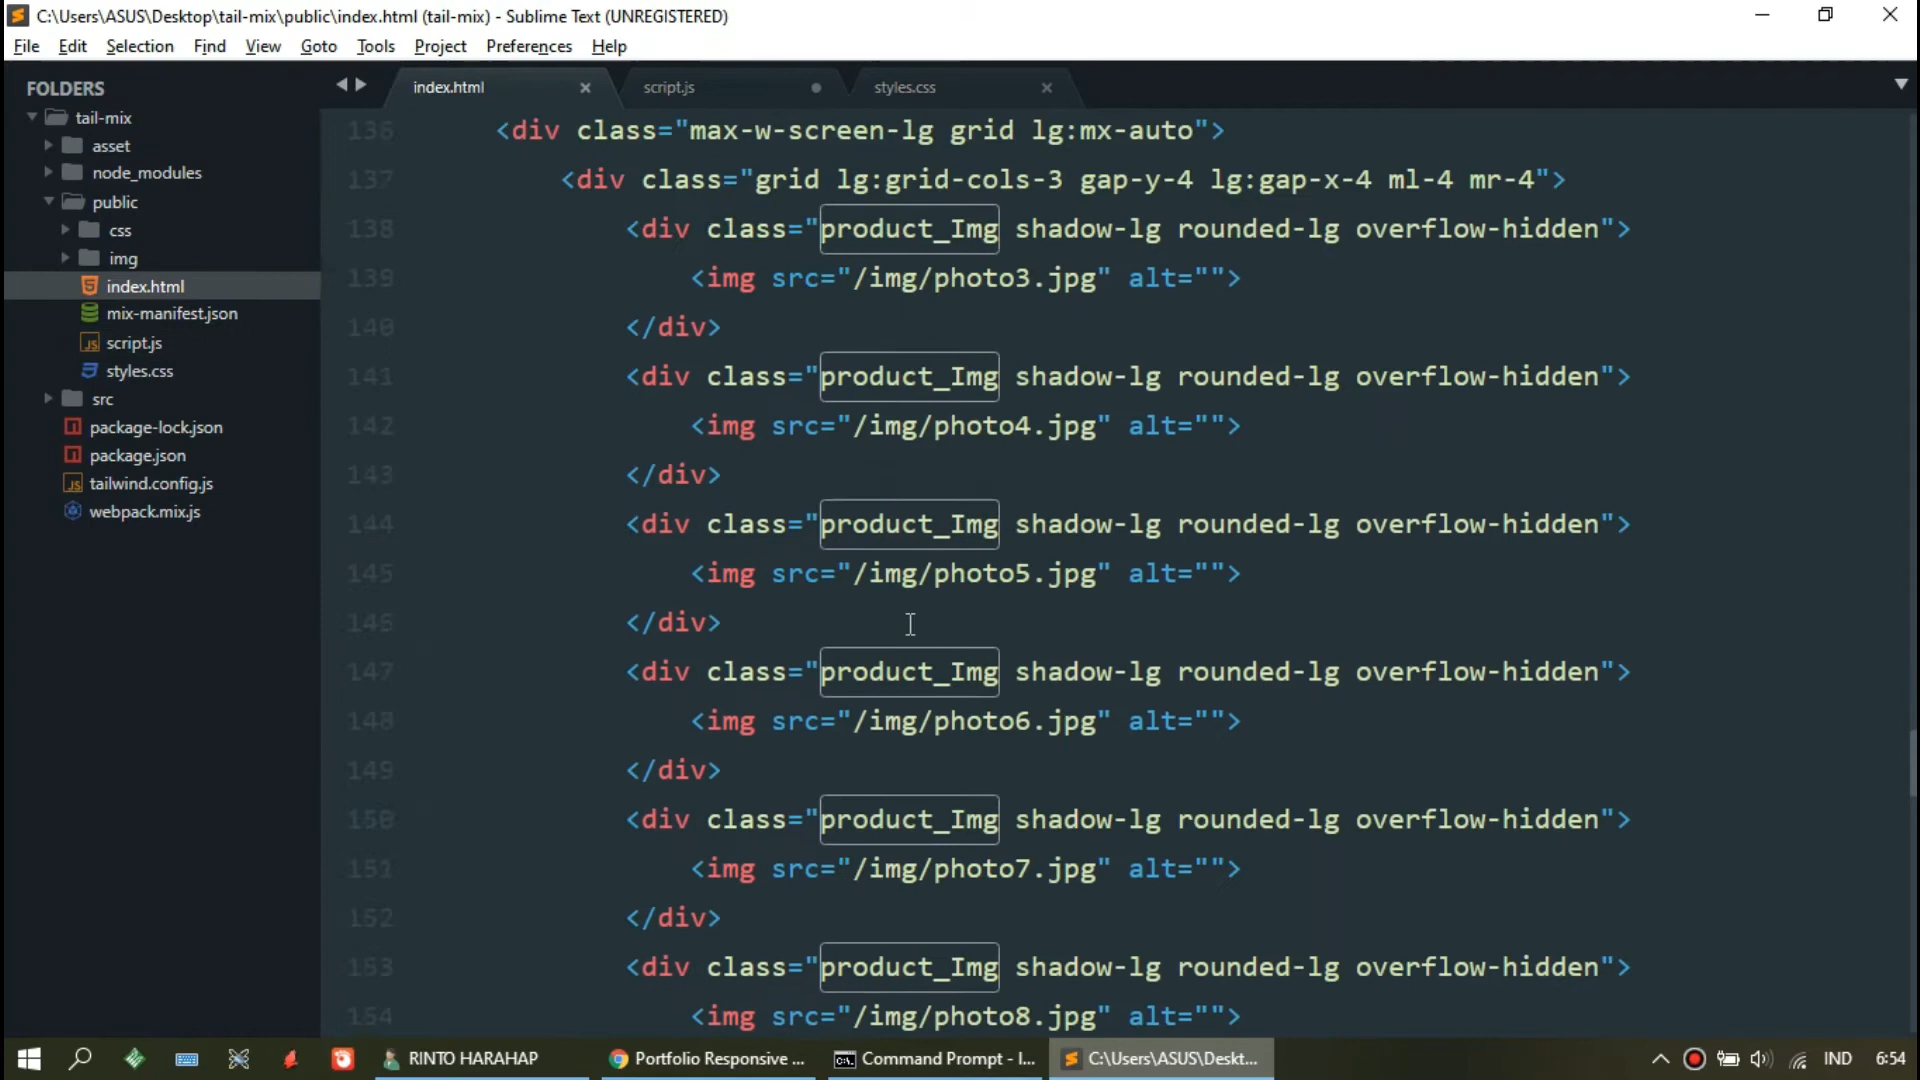 C:\Users\ASUS\Desktop\tail-mix\public\index.html (tail-mix) - Sublime Text (UNREGISTERED)
File Edit Selection Find View Goto Tools Project Preferences Help
FOLDERS
tail-mix
asset
node_modules
public
css
img
index.html
mix-manifest.json
script.js
styles.css
src
package-lock.json
package.json
tailwind.config.js
webpack.mix.js
index.html script.js styles.css
136 <div class="max-w-screen-lg grid lg:mx-auto">
137 <div class="grid lg:grid-cols-3 gap-y-4 lg:gap-x-4 ml-4 mr-4">
138 <div class="product_Img shadow-lg rounded-lg overflow-hidden">
139 <img src="/img/photo3.jpg" alt="">
140 </div>
141 <div class="product_Img shadow-lg rounded-lg overflow-hidden">
142 <img src="/img/photo4.jpg" alt="">
143 </div>
144 <div class="product_Img shadow-lg rounded-lg overflow-hidden">
145 <img src="/img/photo5.jpg" alt="">
146 </div>
147 <div class="product_Img shadow-lg rounded-lg overflow-hidden">
148 <img src="/img/photo6.jpg" alt="">
149 </div>
150 <div class="product_Img shadow-lg rounded-lg overflow-hidden">
151 <img src="/img/photo7.jpg" alt="">
152 </div>
153 <div class="product_Img shadow-lg rounded-lg overflow-hidden">
154 <img src="/img/photo8.jpg" alt="">
RINTO HARAHAP Portfolio Responsive ... Command Prompt - I... C:\Users\ASUS\Deskt... IND 6:54